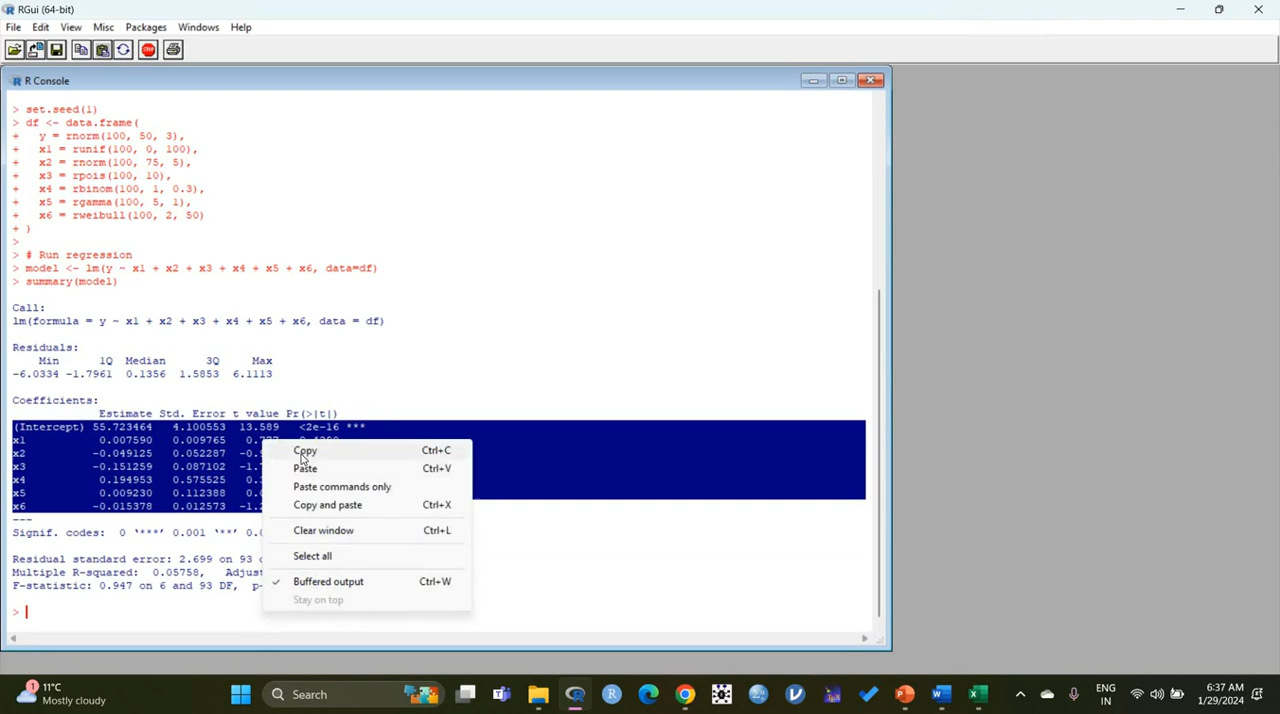 RGui (64-bit)
File Edit View Misc Packages Windows Help
STOP
R Console
> set.seed(1)
> df <- data.frame(
+   y = rnorm(100, 50, 3),
+   x1 = runif(100, 0, 100),
+   x2 = rnorm(100, 75, 5),
+   x3 = rpois(100, 10),
+   x4 = rbinom(100, 1, 0.3),
+   x5 = rgamma(100, 5, 1),
+   x6 = rweibull(100, 2, 50)
+ )
>
> # Run regression
> model <- lm(y ~ x1 + x2 + x3 + x4 + x5 + x6, data=df)
> summary(model)
Call:
lm(formula = y ~ x1 + x2 + x3 + x4 + x5 + x6, data = df)
Residuals:
Min 1Q Median 3Q Max
-6.0334 -1.7961 0.1356 1.5853 6.1113
Coefficients:
Estimate Std. Error t value Pr(>|t|)
(Intercept) 55.723464 4.100553 13.589 <2e-16 ***
x1 0.007590 0.009765
x2 -0.049125 0.052287
x3 -0.151259 0.087102
x4 0.194953 0.575525
x5 0.009230 0.112388
x6 -0.015378 0.012573
---
Signif. codes: 0 ‘***’ 0.001 ‘**’
Residual standard error: 2.699 on 93
Multiple R-squared: 0.05758,
F-statistic: 0.947 on 6 and 93 DF,
>
Copy Ctrl+C
Paste Ctrl+V
Paste commands only
Copy and paste Ctrl+X
Clear window Ctrl+L
Select all
Buffered output Ctrl+W
Stay on top
1
11°C
Mostly cloudy
Search
ENG
IN
6:37 AM
1/29/2024